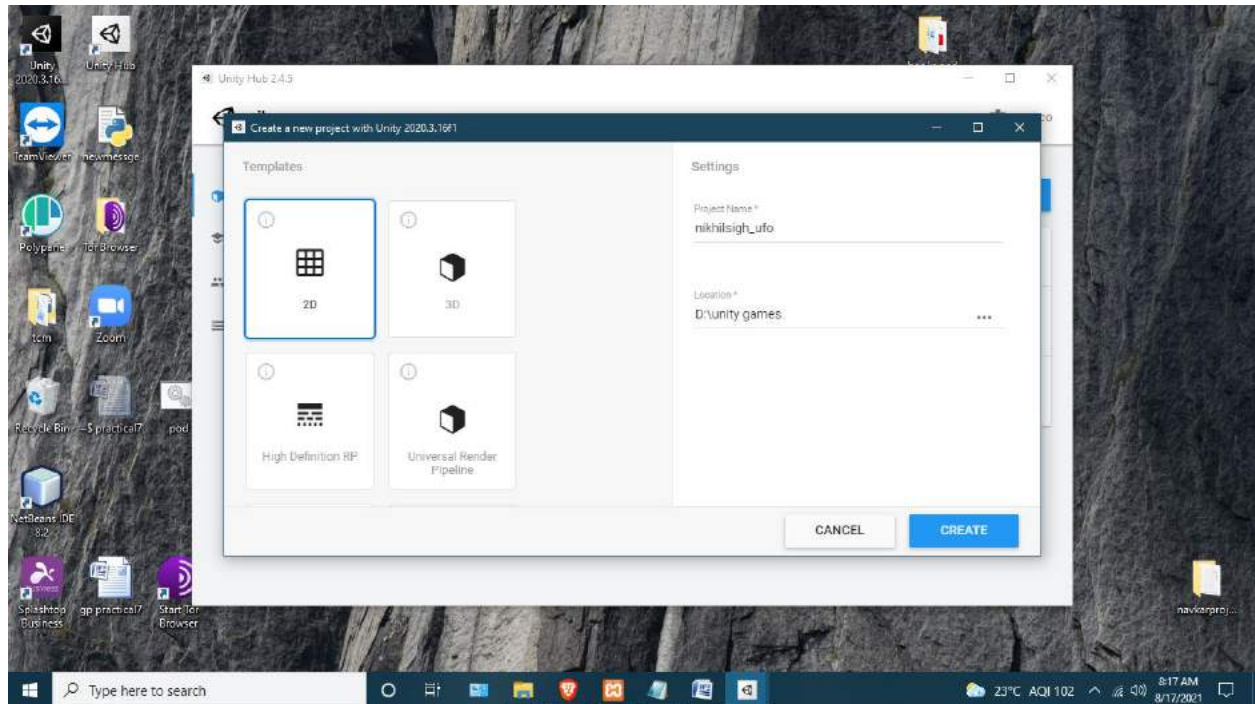 Unity
2020.3.16...
Unity Hub
Unity Hub 2.4.5
Create a new project with Unity 2020.3.16f1
TeamViewer
newmessge
Templates
Settings
Project Name *
nikhilsigh_ufo
Polypane
Tor Browser
2D
3D
Location *
D:\unity games
...
tcm
Zoom
Recycle Bin
~$ practical7
pod
High Definition RP
Universal Render
Pipeline
NetBeans IDE
8.2
CANCEL
CREATE
Splashtop
Business
gp practical7
Start Tor
Browser
navkarproj...
Type here to search
23°C AQI 102
8:17 AM
8/17/2021